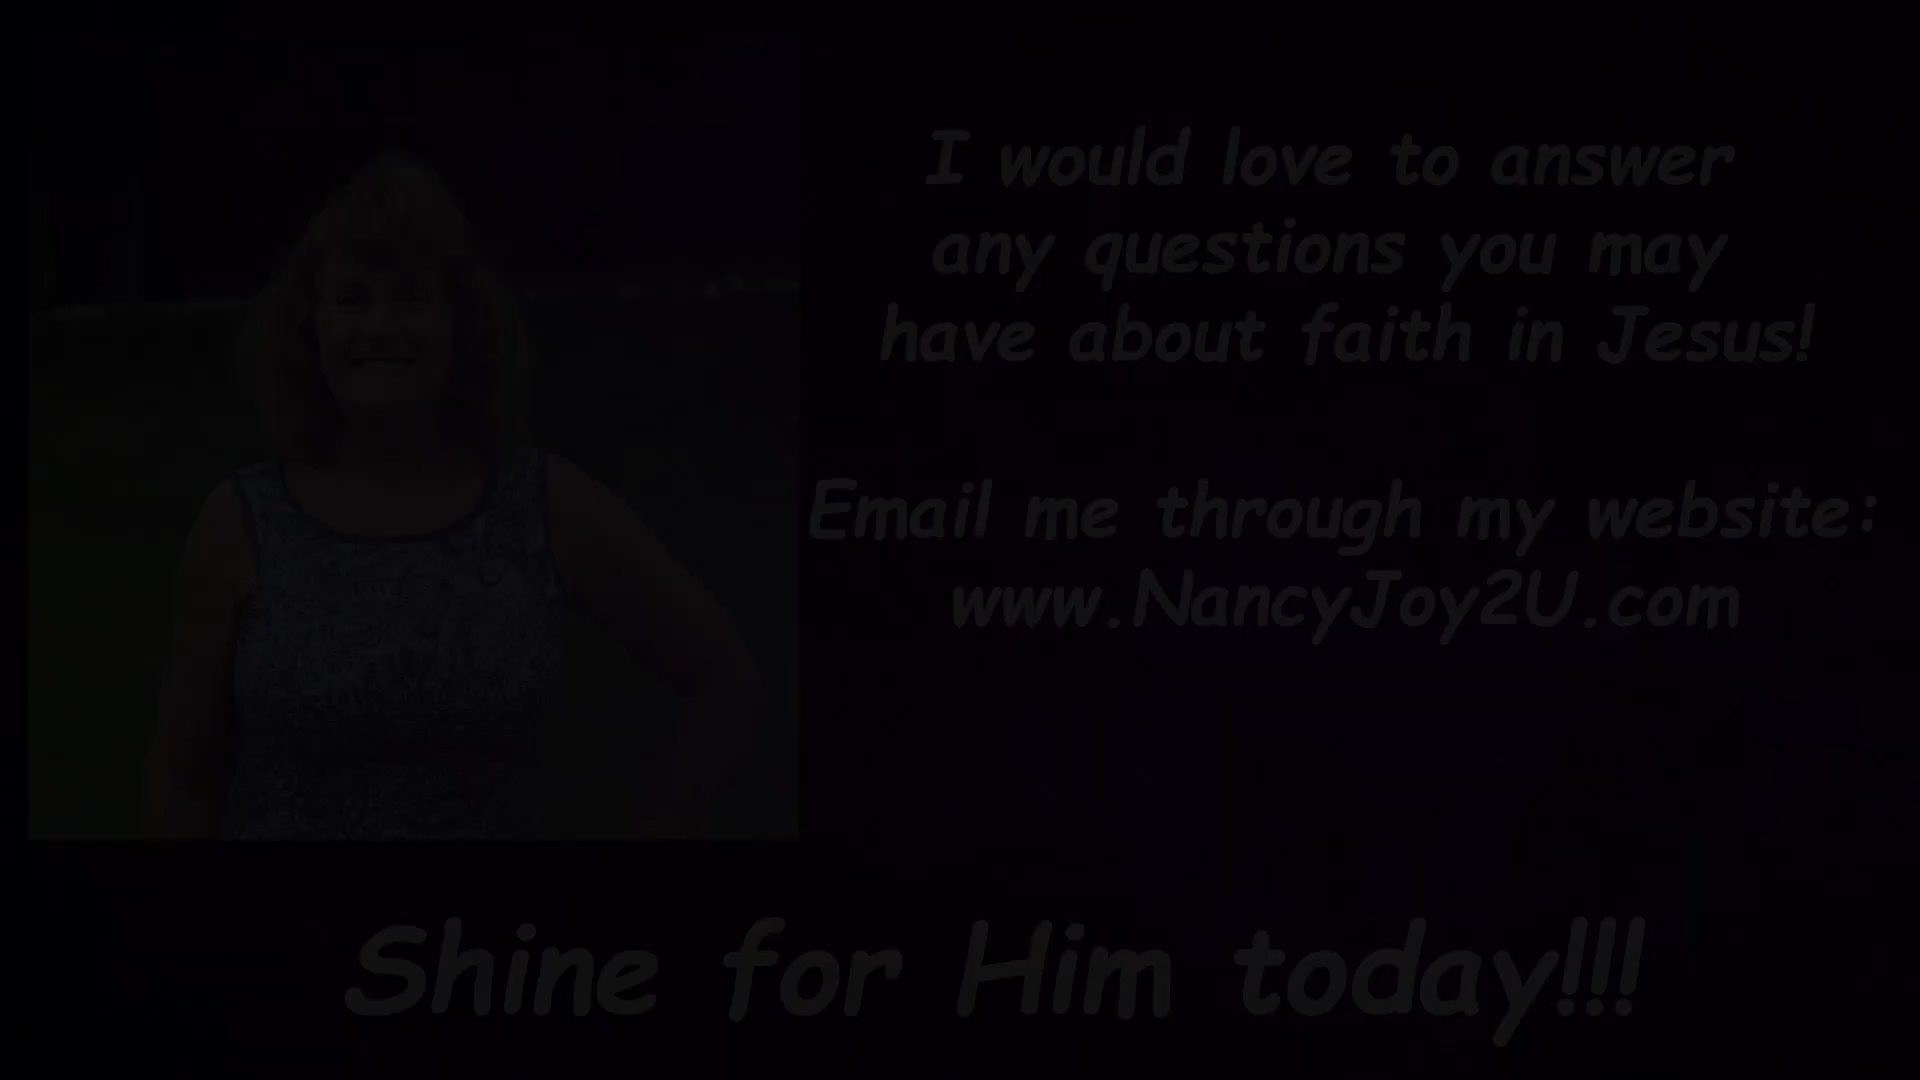 I would love to answer
any questions you may
have about faith in Jesus!
Email me through my website:
www.NancyJoy2U.com
Shine for Him today!!!